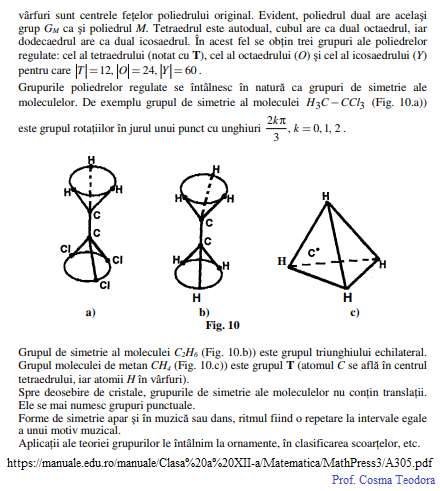 vârfuri sunt centrele fețelor poliedrului original. Evident, poliedrul dual are același
grup G_M ca și poliedrul M. Tetraedrul este autodual, cubul are ca dual octaedrul, iar
dodecaedrul are ca dual icosaedrul. În acest fel se obțin trei grupuri ale poliedrelor
regulate: cel al tetraedrului (notat cu T), cel al octaedrului (O) și cel al icosaedrului (Y)
pentru care |T|=12, |O|=24, |Y|=60.
Grupurile poliedrelor regulate se întâlnesc în natură ca grupuri de simetrie ale
moleculelor. De exemplu grupul de simetrie al moleculei H₃C−CCl₃ (Fig. 10.a))
este grupul rotațiilor în jurul unui punct cu unghiuri 2kπ/3, k = 0, 1, 2.
H
H H
C
C
Cl Cl
Cl
a)
H
H H
C
C
H H
H
b)
H
C*
H H
H
c)
Fig. 10
Grupul de simetrie al moleculei C₂H₆ (Fig. 10.b)) este grupul triunghiului echilateral.
Grupul moleculei de metan CH₄ (Fig. 10.c)) este grupul T (atomul C se află în centrul
tetraedrului, iar atomii H în vârfuri).
Spre deosebire de cristale, grupurile de simetrie ale moleculelor nu conțin translații.
Ele se mai numesc grupuri punctuale.
Forme de simetrie apar și în muzică sau dans, ritmul fiind o repetare la intervale egale
a unui motiv muzical.
Aplicații ale teoriei grupurilor le întâlnim la ornamente, în clasificarea scoarțelor, etc.
https://manuale.edu.ro/manuale/Clasa%20a%20XII-a/Matematica/MathPress3/A305.pdf
Prof. Cosma Teodora